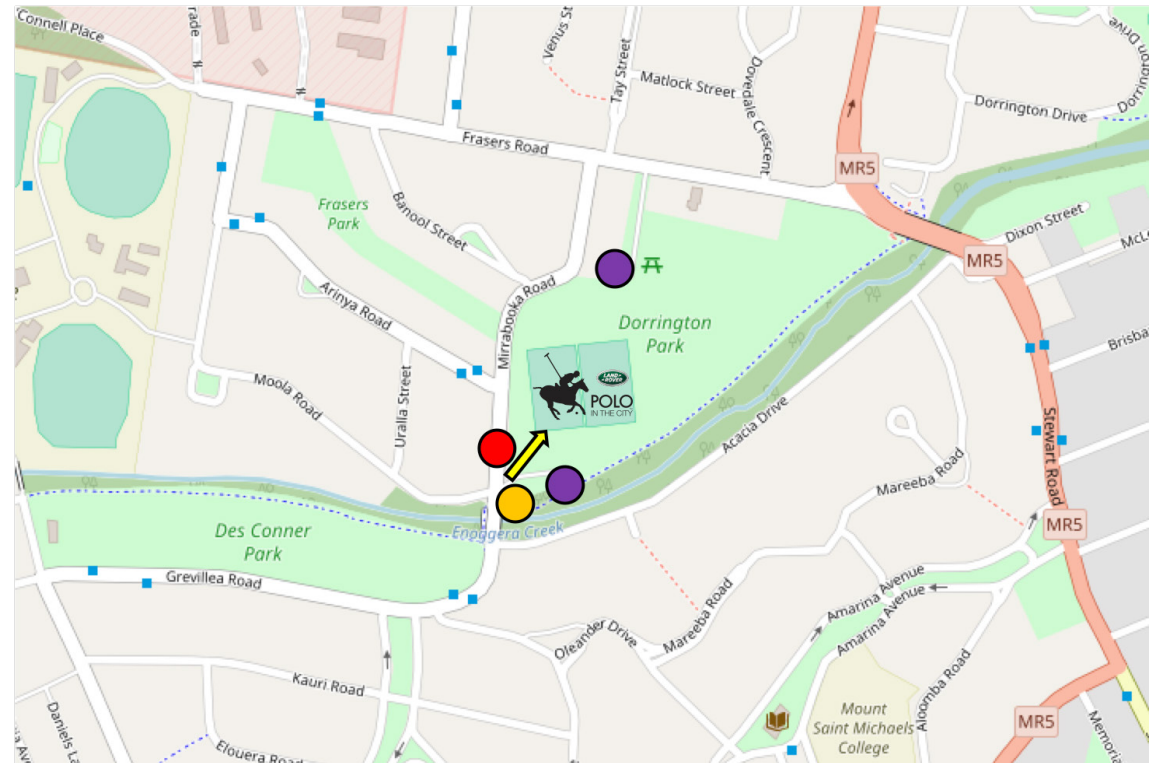 Connell Place
Venus St
Tay Street
Matlock Street
Dovedale Crescent
Dorrington Drive
Dorrington Drive
Frasers Road
MR5
Frasers
Park
Banool Street
Dixon Street
McLe
MR5
Mirrabooka Road
Arinya Road
Dorrington
Park
Brisba
LAND ROVER
POLO
IN THE CITY
Moola Road
Uralla Street
Acacia Drive
Stewart Road
Mareeba Road
Enoggera Creek
Des Conner
Park
MR5
Grevillea Road
Amarina Avenue
Amarina Avenue
Mareeba Road
Oleander Drive
Aloomba Road
Kauri Road
Daniels La
Mount
Saint Michaels
College
MR5
Memoria
Elouera Road